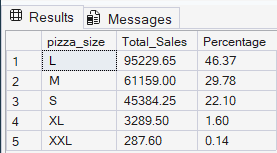 Results Messages
pizza_size Total_Sales Percentage
1 L 95229.65 46.37
2 M 61159.00 29.78
3 S 45384.25 22.10
4 XL 3289.50 1.60
5 XXL 287.60 0.14